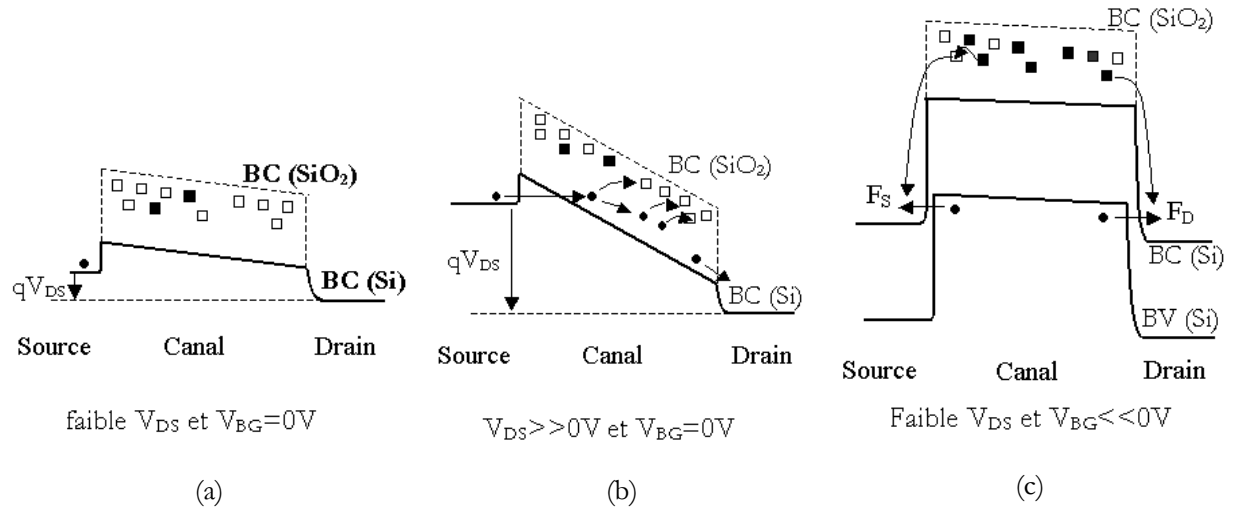 BC (SiO₂)
BC (Si)
qV_DS
Source Canal Drain
faible V_DS et V_BG=0V
(a)
BC (SiO₂)
qV_DS
BC (Si)
Source Canal Drain
V_DS>>0V et V_BG=0V
(b)
BC (SiO₂)
F_S
F_D
BC (Si)
BV (Si)
Source Canal Drain
Faible V_DS et V_BG<<0V
(c)